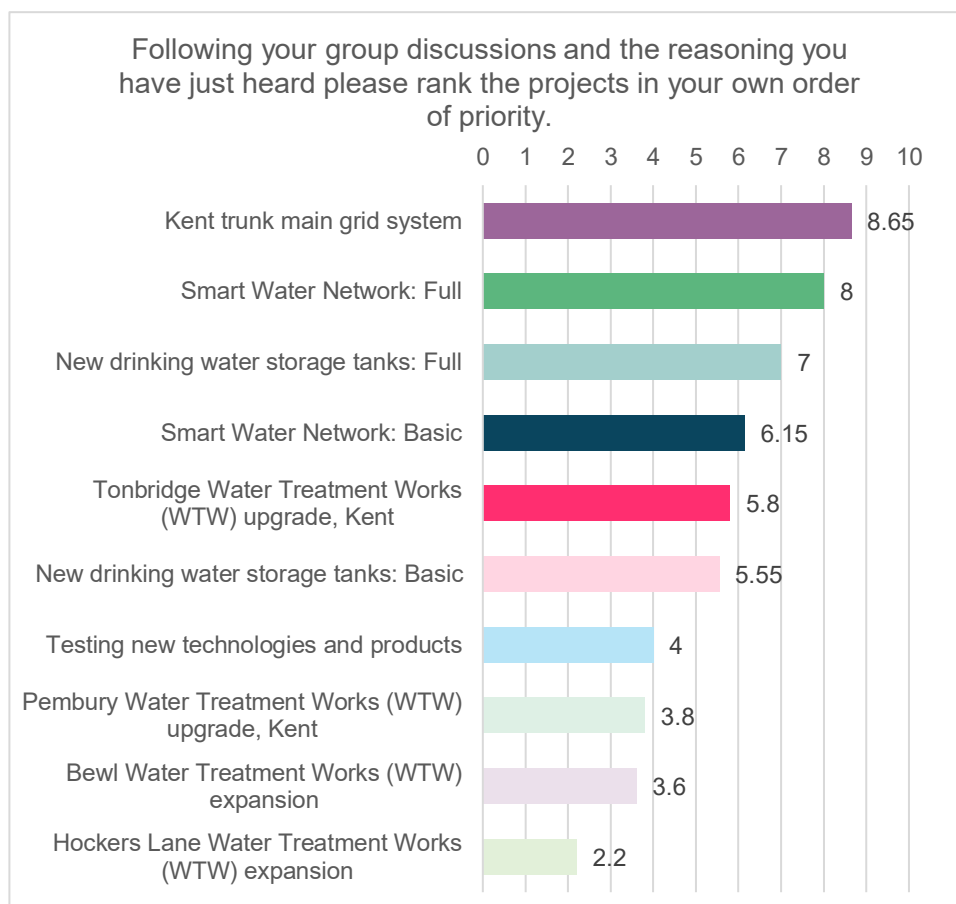 Following your group discussions and the reasoning you
have just heard please rank the projects in your own order
of priority.
0 1 2 3 4 5 6 7 8 9 10
Kent trunk main grid system
8.65
Smart Water Network: Full
8
New drinking water storage tanks: Full
7
Smart Water Network: Basic
6.15
Tonbridge Water Treatment Works
(WTW) upgrade, Kent
5.8
New drinking water storage tanks: Basic
5.55
Testing new technologies and products
4
Pembury Water Treatment Works (WTW)
upgrade, Kent
3.8
Bewl Water Treatment Works (WTW)
expansion
3.6
Hockers Lane Water Treatment Works
(WTW) expansion
2.2